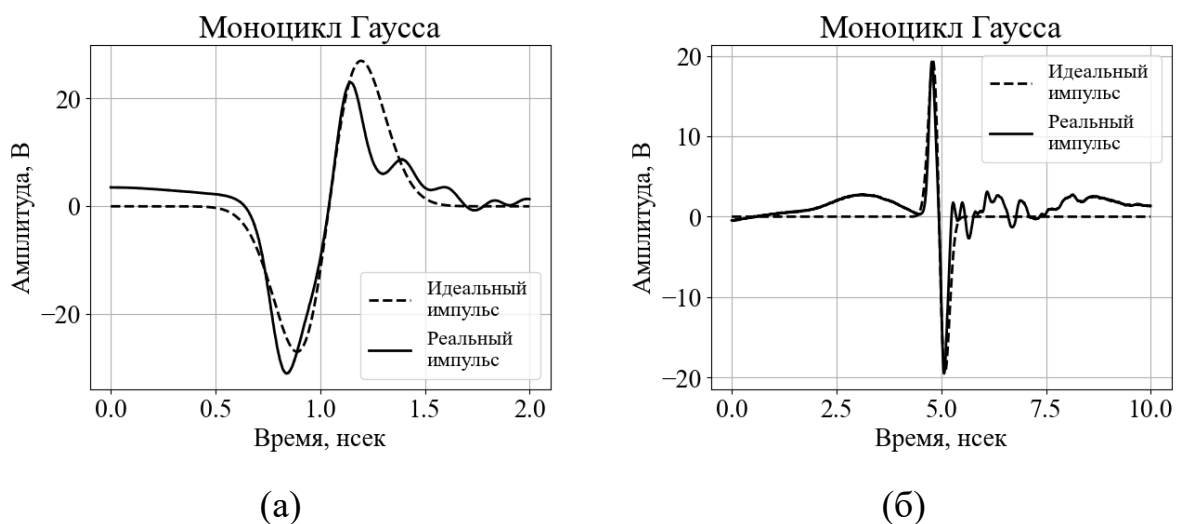 Моноцикл Гаусса
Амплитуда, В
20
0
−20
Идеальный
импульс
Реальный
импульс
0.0 0.5 1.0 1.5 2.0
Время, нсек
(а)
Моноцикл Гаусса
Амплитуда, В
20
10
0
−10
−20
Идеальный
импульс
Реальный
импульс
0.0 2.5 5.0 7.5 10.0
Время, нсек
(б)